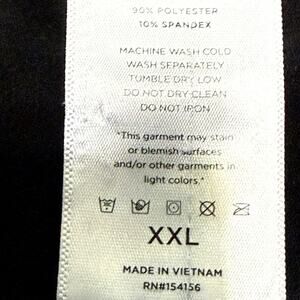 90% POLYESTER
10% SPANDEX
MACHINE WASH COLD
WASH SEPARATELY
TUMBLE DRY LOW
DO NOT DRY CLEAN
DO NOT IRON
"This garment may stain
or blemish surfaces
and/or other garments in
light colors."
XXL
MADE IN VIETNAM
RN#154156